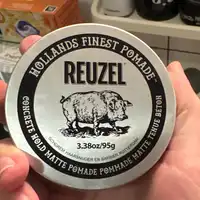 HOLLANDS FINEST POMADE
REUZEL
3.38oz/95g
CONCRETE HOLD MATTE POMADE POMMADE MATTE TENUE BETON